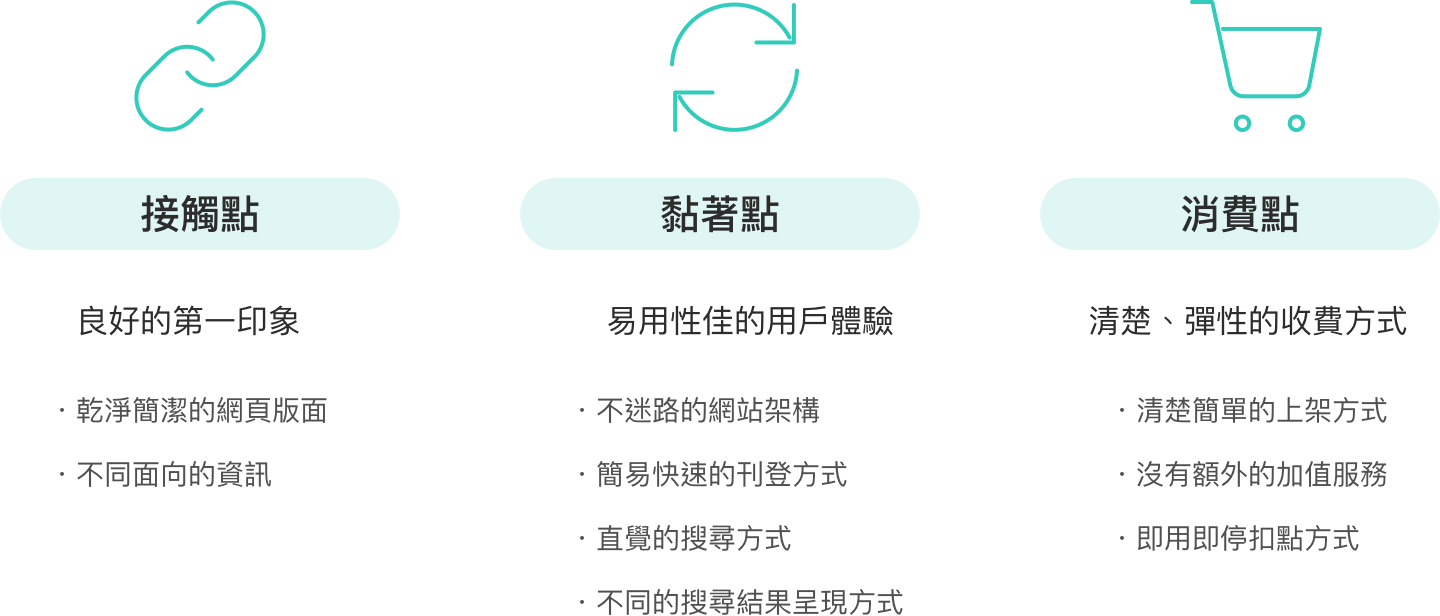 接觸點
良好的第一印象
・乾淨簡潔的網頁版面
・不同面向的資訊
黏著點
易用性佳的用戶體驗
・不迷路的網站架構
・簡易快速的刊登方式
・直覺的搜尋方式
・不同的搜尋結果呈現方式
消費點
清楚、彈性的收費方式
・清楚簡單的上架方式
・沒有額外的加值服務
・即用即停扣點方式